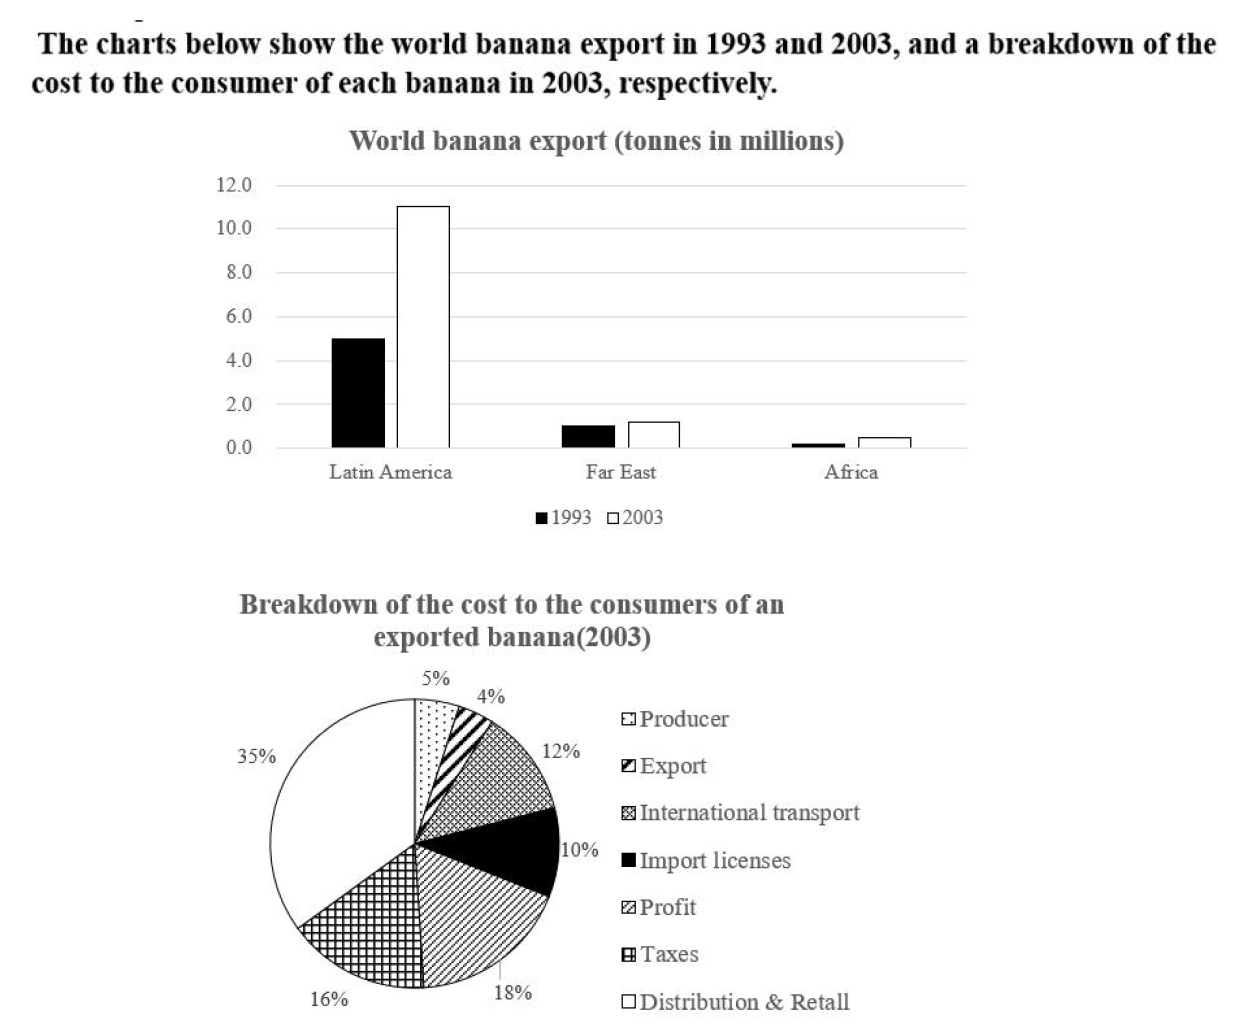 The charts below show the world banana export in 1993 and 2003, and a breakdown of the
cost to the consumer of each banana in 2003, respectively.
World banana export (tonnes in millions)
12.0
10.0
8.0
6.0
4.0
2.0
0.0
Latin America
Far East
Africa
1993
2003
Breakdown of the cost to the consumers of an
exported banana(2003)
5%
4%
12%
10%
18%
16%
35%
Producer
Export
International transport
Import licenses
Profit
Taxes
Distribution & Retall